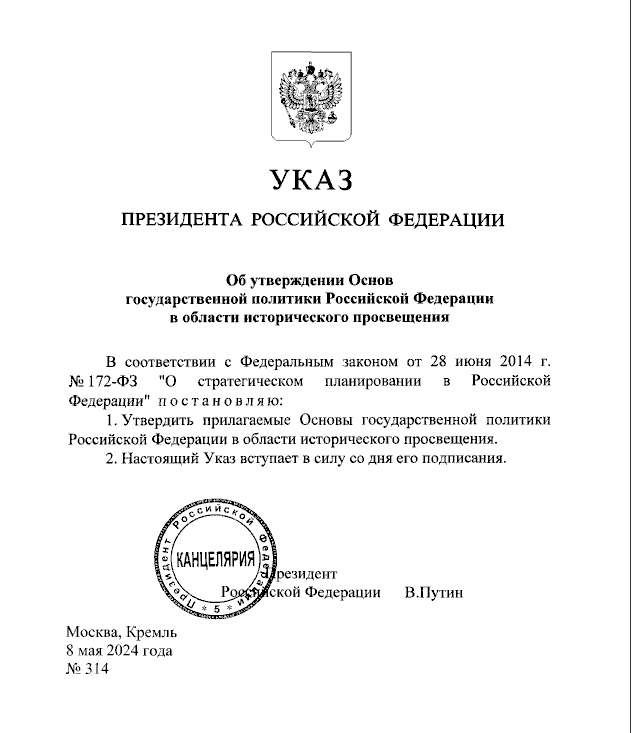 УКАЗ
ПРЕЗИДЕНТА РОССИЙСКОЙ ФЕДЕРАЦИИ
Об утверждении Основ
государственной политики Российской Федерации
в области исторического просвещения
В соответствии с Федеральным законом от 28 июня 2014 г.
№ 172-ФЗ "О стратегическом планировании в Российской
Федерации" п о с т а н о в л я ю:
1. Утвердить прилагаемые Основы государственной политики
Российской Федерации в области исторического просвещения.
2. Настоящий Указ вступает в силу со дня его подписания.
Президент Российской Федерации
КАНЦЕЛЯРИЯ
* 5 *
Президент
Российской Федерации В.Путин
Москва, Кремль
8 мая 2024 года
№ 314